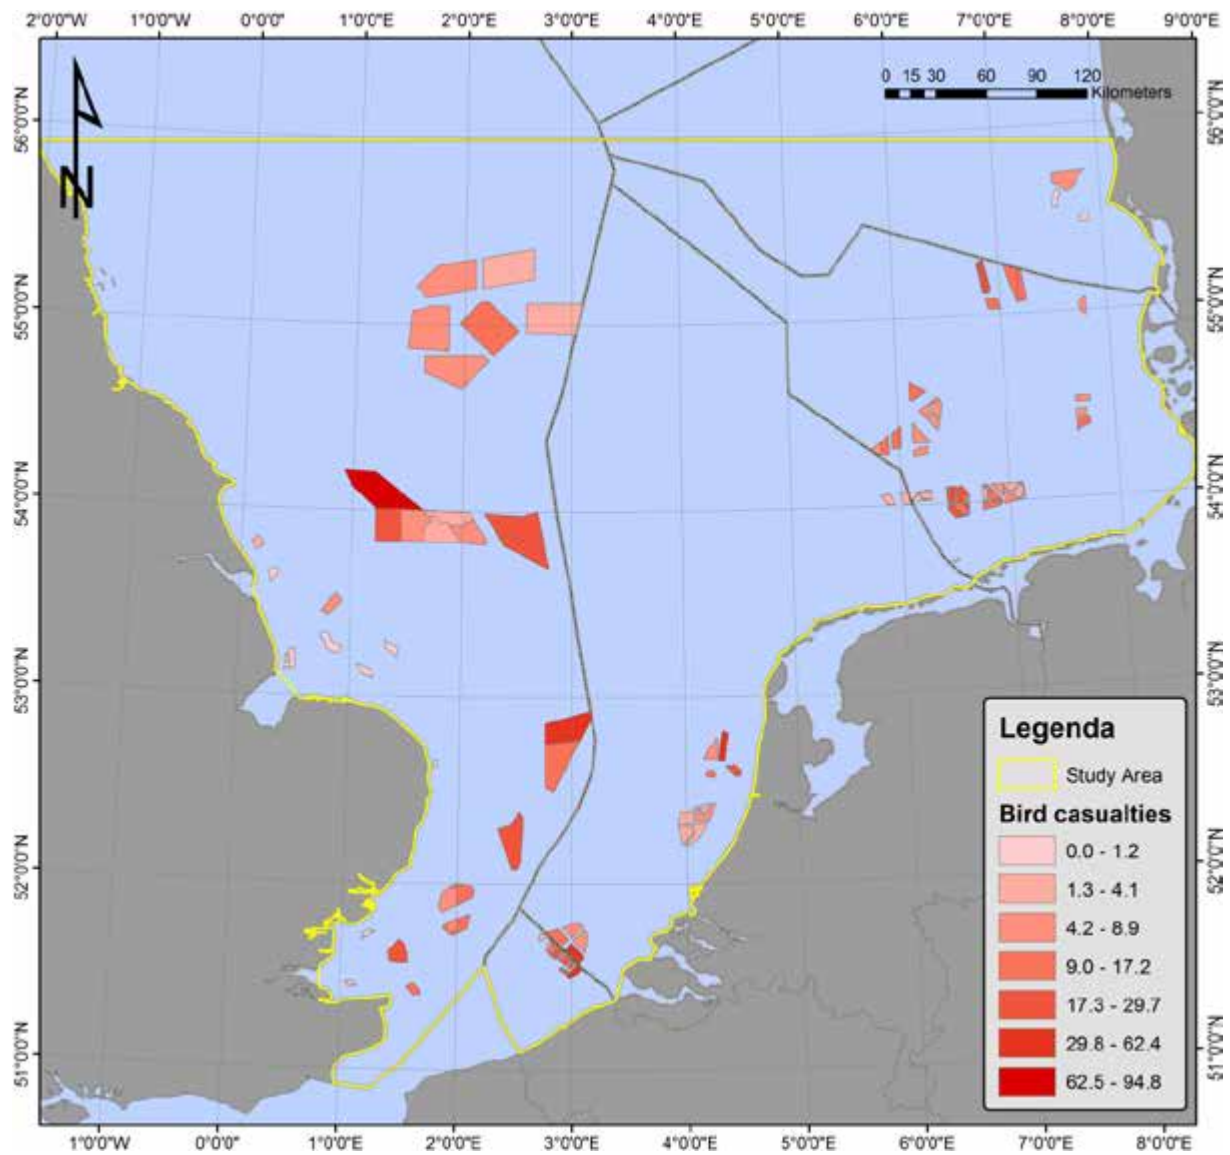 2°0'0"W 1°0'0"W 0°0'0" 1°0'0"E 2°0'0"E 3°0'0"E 4°0'0"E 5°0'0"E 6°0'0"E 7°0'0"E 8°0'0"E 9°0'0"E
0 15 30 60 90 120
Kilometers
N
56°0'0"N 56°0'0"N
55°0'0"N 55°0'0"N
54°0'0"N 54°0'0"N
53°0'0"N 53°0'0"N
52°0'0"N 52°0'0"N
51°0'0"N 51°0'0"N
Legenda
Study Area
Bird casualties
0.0 - 1.2
1.3 - 4.1
4.2 - 8.9
9.0 - 17.2
17.3 - 29.7
29.8 - 62.4
62.5 - 94.8
1°0'0"W 0°0'0" 1°0'0"E 2°0'0"E 3°0'0"E 4°0'0"E 5°0'0"E 6°0'0"E 7°0'0"E 8°0'0"E